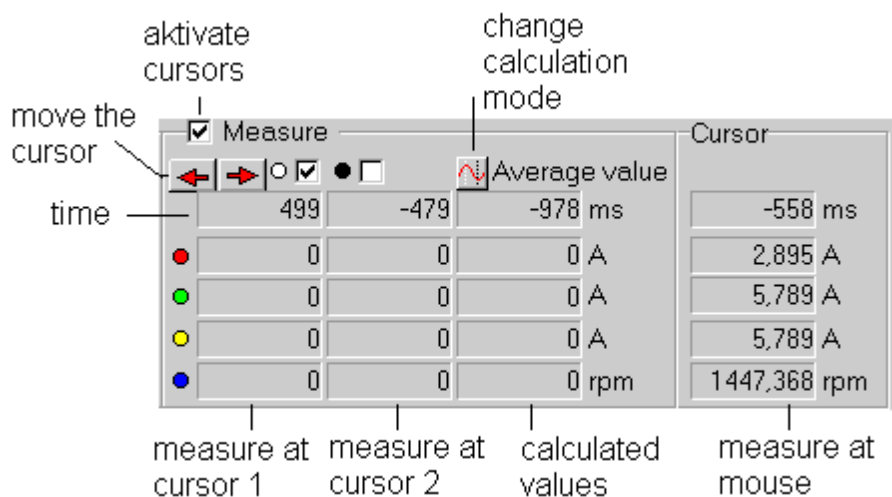 aktivate
cursors
change
calculation
mode
move the
cursor
Measure
Cursor
Average value
time
499 -479 -978 ms -558 ms
0 0 0 A 2,895 A
0 0 0 A 5,789 A
0 0 0 A 5,789 A
0 0 0 rpm 1447,368 rpm
measure at
cursor 1
measure at
cursor 2
calculated
values
measure at
mouse